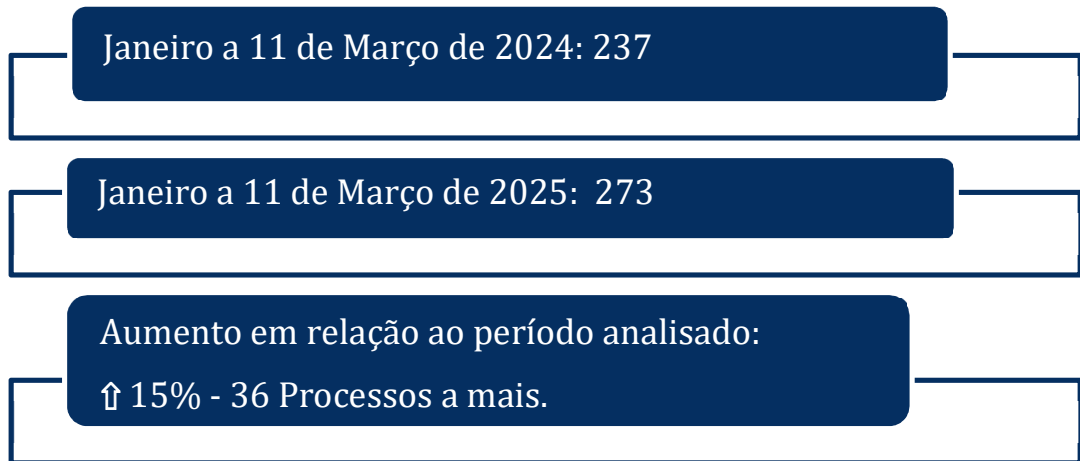 Janeiro a 11 de Março de 2024: 237
Janeiro a 11 de Março de 2025: 273
Aumento em relação ao período analisado:
⇧ 15% - 36 Processos a mais.